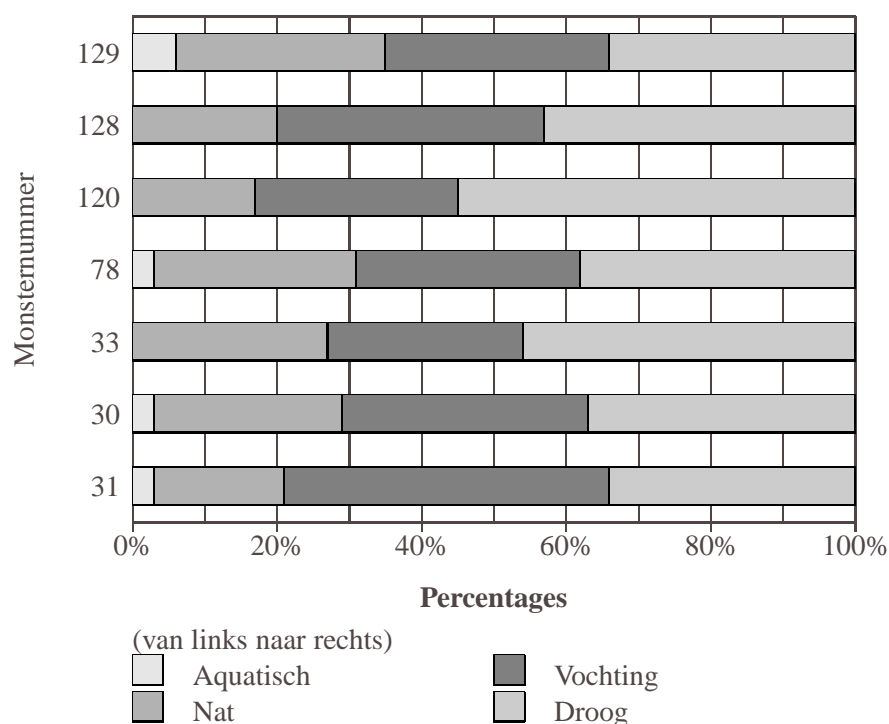 129
128
120
78
33
30
31
Monsternummer
0% 20% 40% 60% 80% 100%
Percentages
(van links naar rechts)
Aquatisch Vochting
Nat Droog